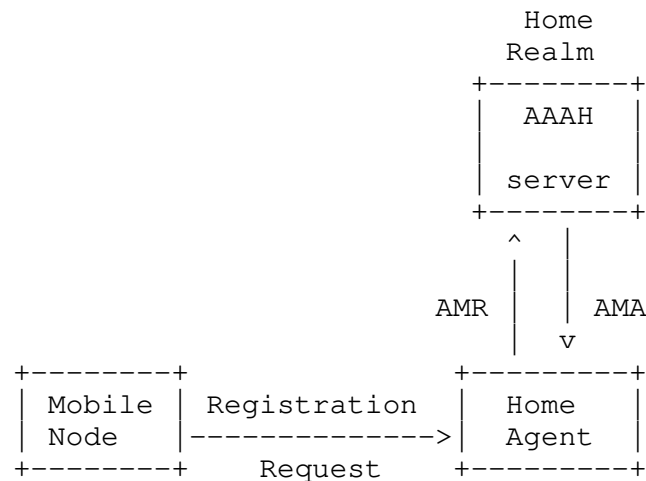 Home
Realm
AAAH
server
AMR AMA
Mobile Registration Home
Node Agent
Request